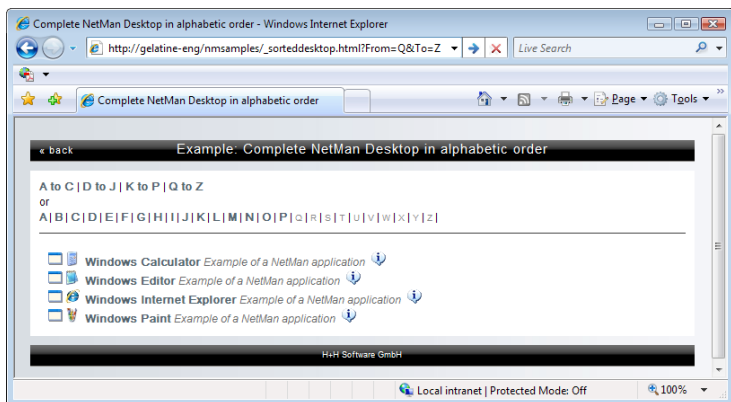 Complete NetMan Desktop in alphabetic order - Windows Internet Explorer
http://gelatine-eng/nmsamples/_sorteddesktop.html?From=Q&To=Z
Live Search
Complete NetMan Desktop in alphabetic order
Page
Tools
« back
Example: Complete NetMan Desktop in alphabetic order
A to C | D to J | K to P | Q to Z
or
A|B|C|D|E|F|G|H|I|J|K|L|M|N|O|P|Q|R|S|T|U|V|W|X|Y|Z|
Windows Calculator Example of a NetMan application
Windows Editor Example of a NetMan application
Windows Internet Explorer Example of a NetMan application
Windows Paint Example of a NetMan application
H+H Software GmbH
Local intranet | Protected Mode: Off
100%